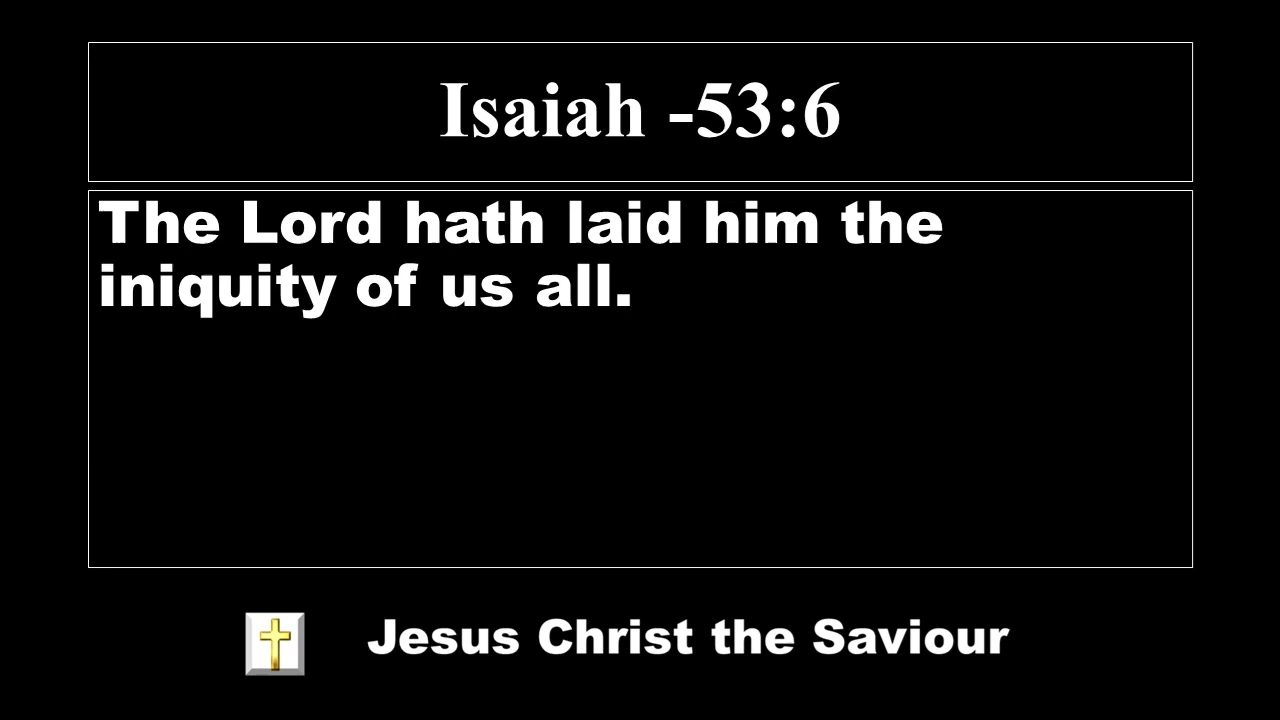 Isaiah -53:6
The Lord hath laid him the
iniquity of us all.
Jesus Christ the Saviour